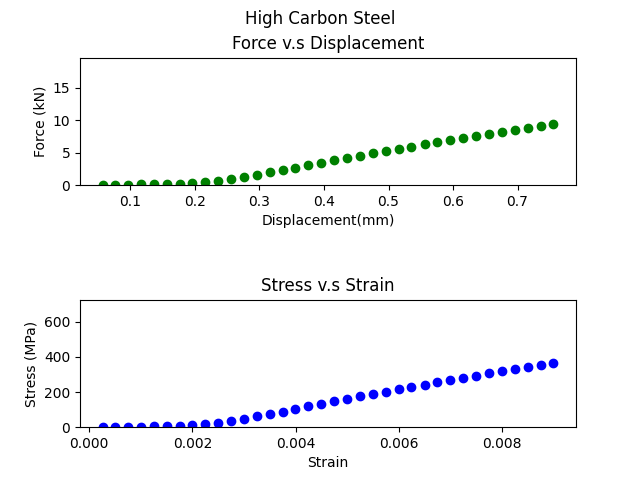 High Carbon Steel
Force v.s Displacement
15
10
5
0
Force (kN)
0.1 0.2 0.3 0.4 0.5 0.6 0.7
Displacement(mm)
Stress v.s Strain
600
400
200
0
Stress (MPa)
0.000 0.002 0.004 0.006 0.008
Strain